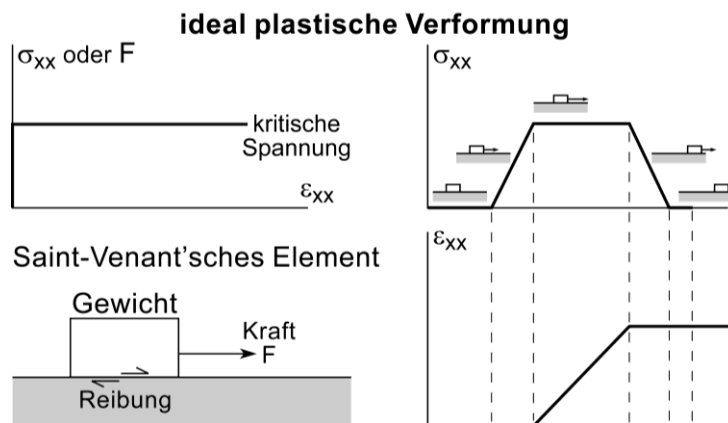 ideal plastische Verformung
σxx oder F
kritische
Spannung
εxx
σxx
εxx
Saint-Venant'sches Element
Gewicht
Kraft
F
Reibung